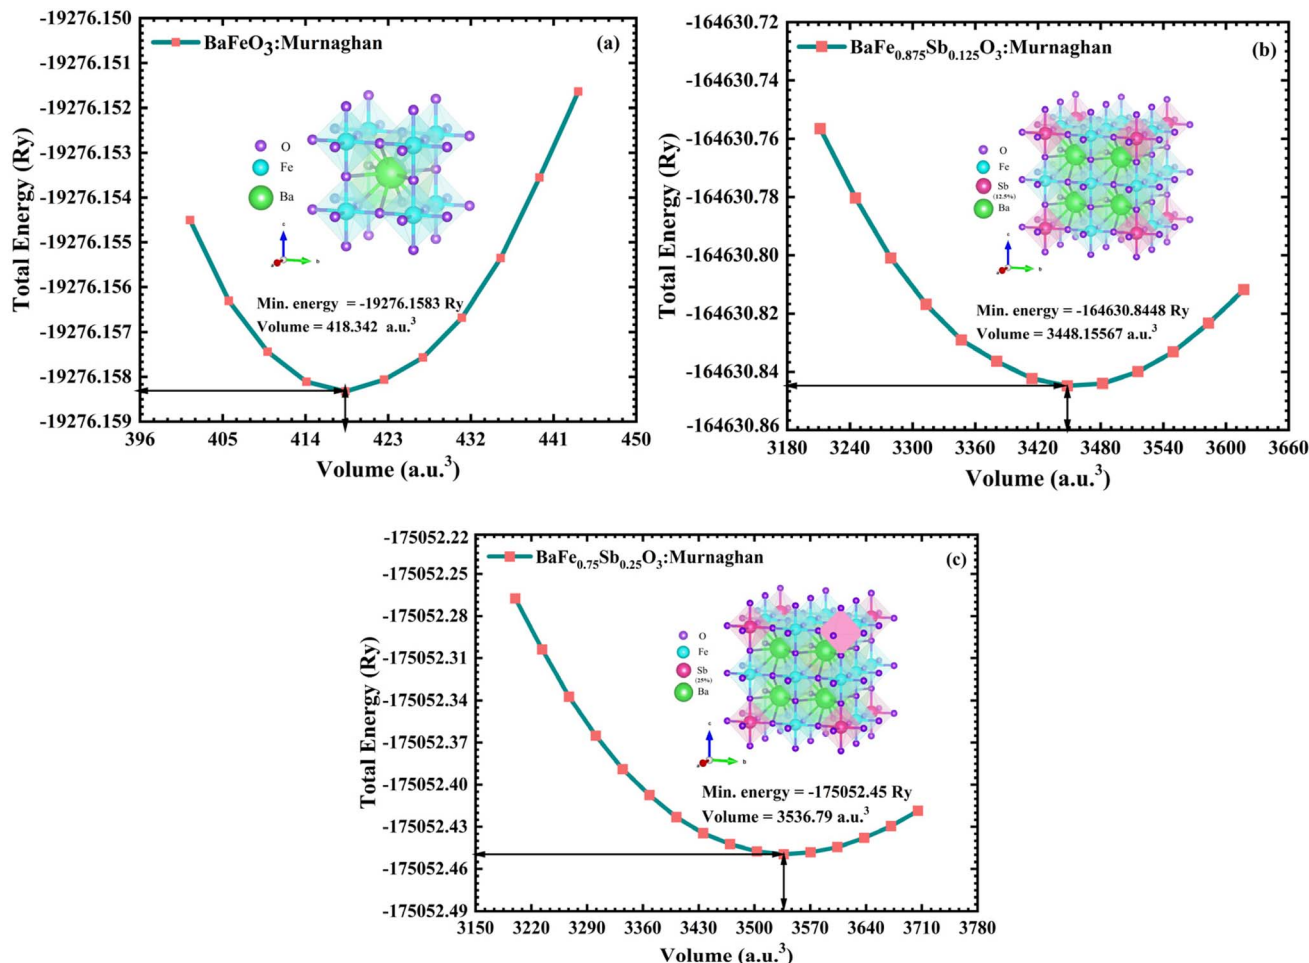 BaFeO₃:Murnaghan
(a)
-19276.150
-19276.151
-19276.152
-19276.153
-19276.154
-19276.155
-19276.156
-19276.157
-19276.158
-19276.159
Total Energy (Ry)
O
Fe
Ba
c
a
b
Min. energy = -19276.1583 Ry
Volume = 418.342 a.u.³
396 405 414 423 432 441 450
Volume (a.u.³)
BaFe₀.₈₇₅Sb₀.₁₂₅O₃:Murnaghan
(b)
-164630.72
-164630.74
-164630.76
-164630.78
-164630.80
-164630.82
-164630.84
-164630.86
Total Energy (Ry)
O
Fe
Sb
(12.5%)
Ba
c
a
b
Min. energy = -164630.8448 Ry
Volume = 3448.15567 a.u.³
3180 3240 3300 3360 3420 3480 3540 3600 3660
Volume (a.u.³)
BaFe₀.₇₅Sb₀.₂₅O₃:Murnaghan
(c)
-175052.22
-175052.25
-175052.28
-175052.31
-175052.34
-175052.37
-175052.40
-175052.43
-175052.46
-175052.49
Total Energy (Ry)
O
Fe
Sb
(25%)
Ba
c
a
b
Min. energy = -175052.45 Ry
Volume = 3536.79 a.u.³
3150 3220 3290 3360 3430 3500 3570 3640 3710 3780
Volume (a.u.³)